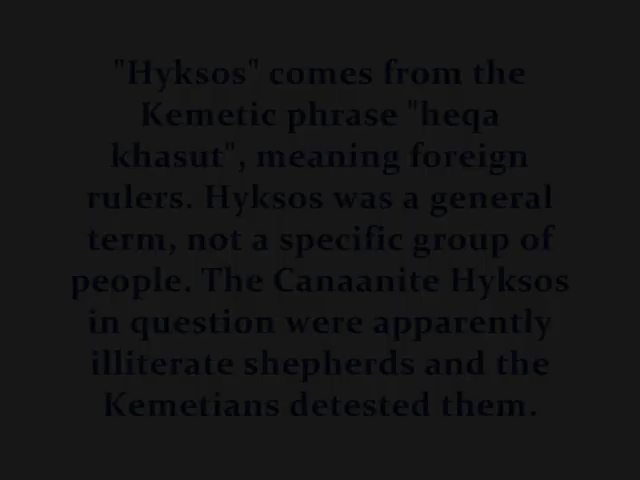 "Hyksos" comes from the
Kemetic phrase "heqa
khasut", meaning foreign
rulers. Hyksos was a general
term, not a specific group of
people. The Canaanite Hyksos
in question were apparently
illiterate shepherds and the
Kemetians detested them.